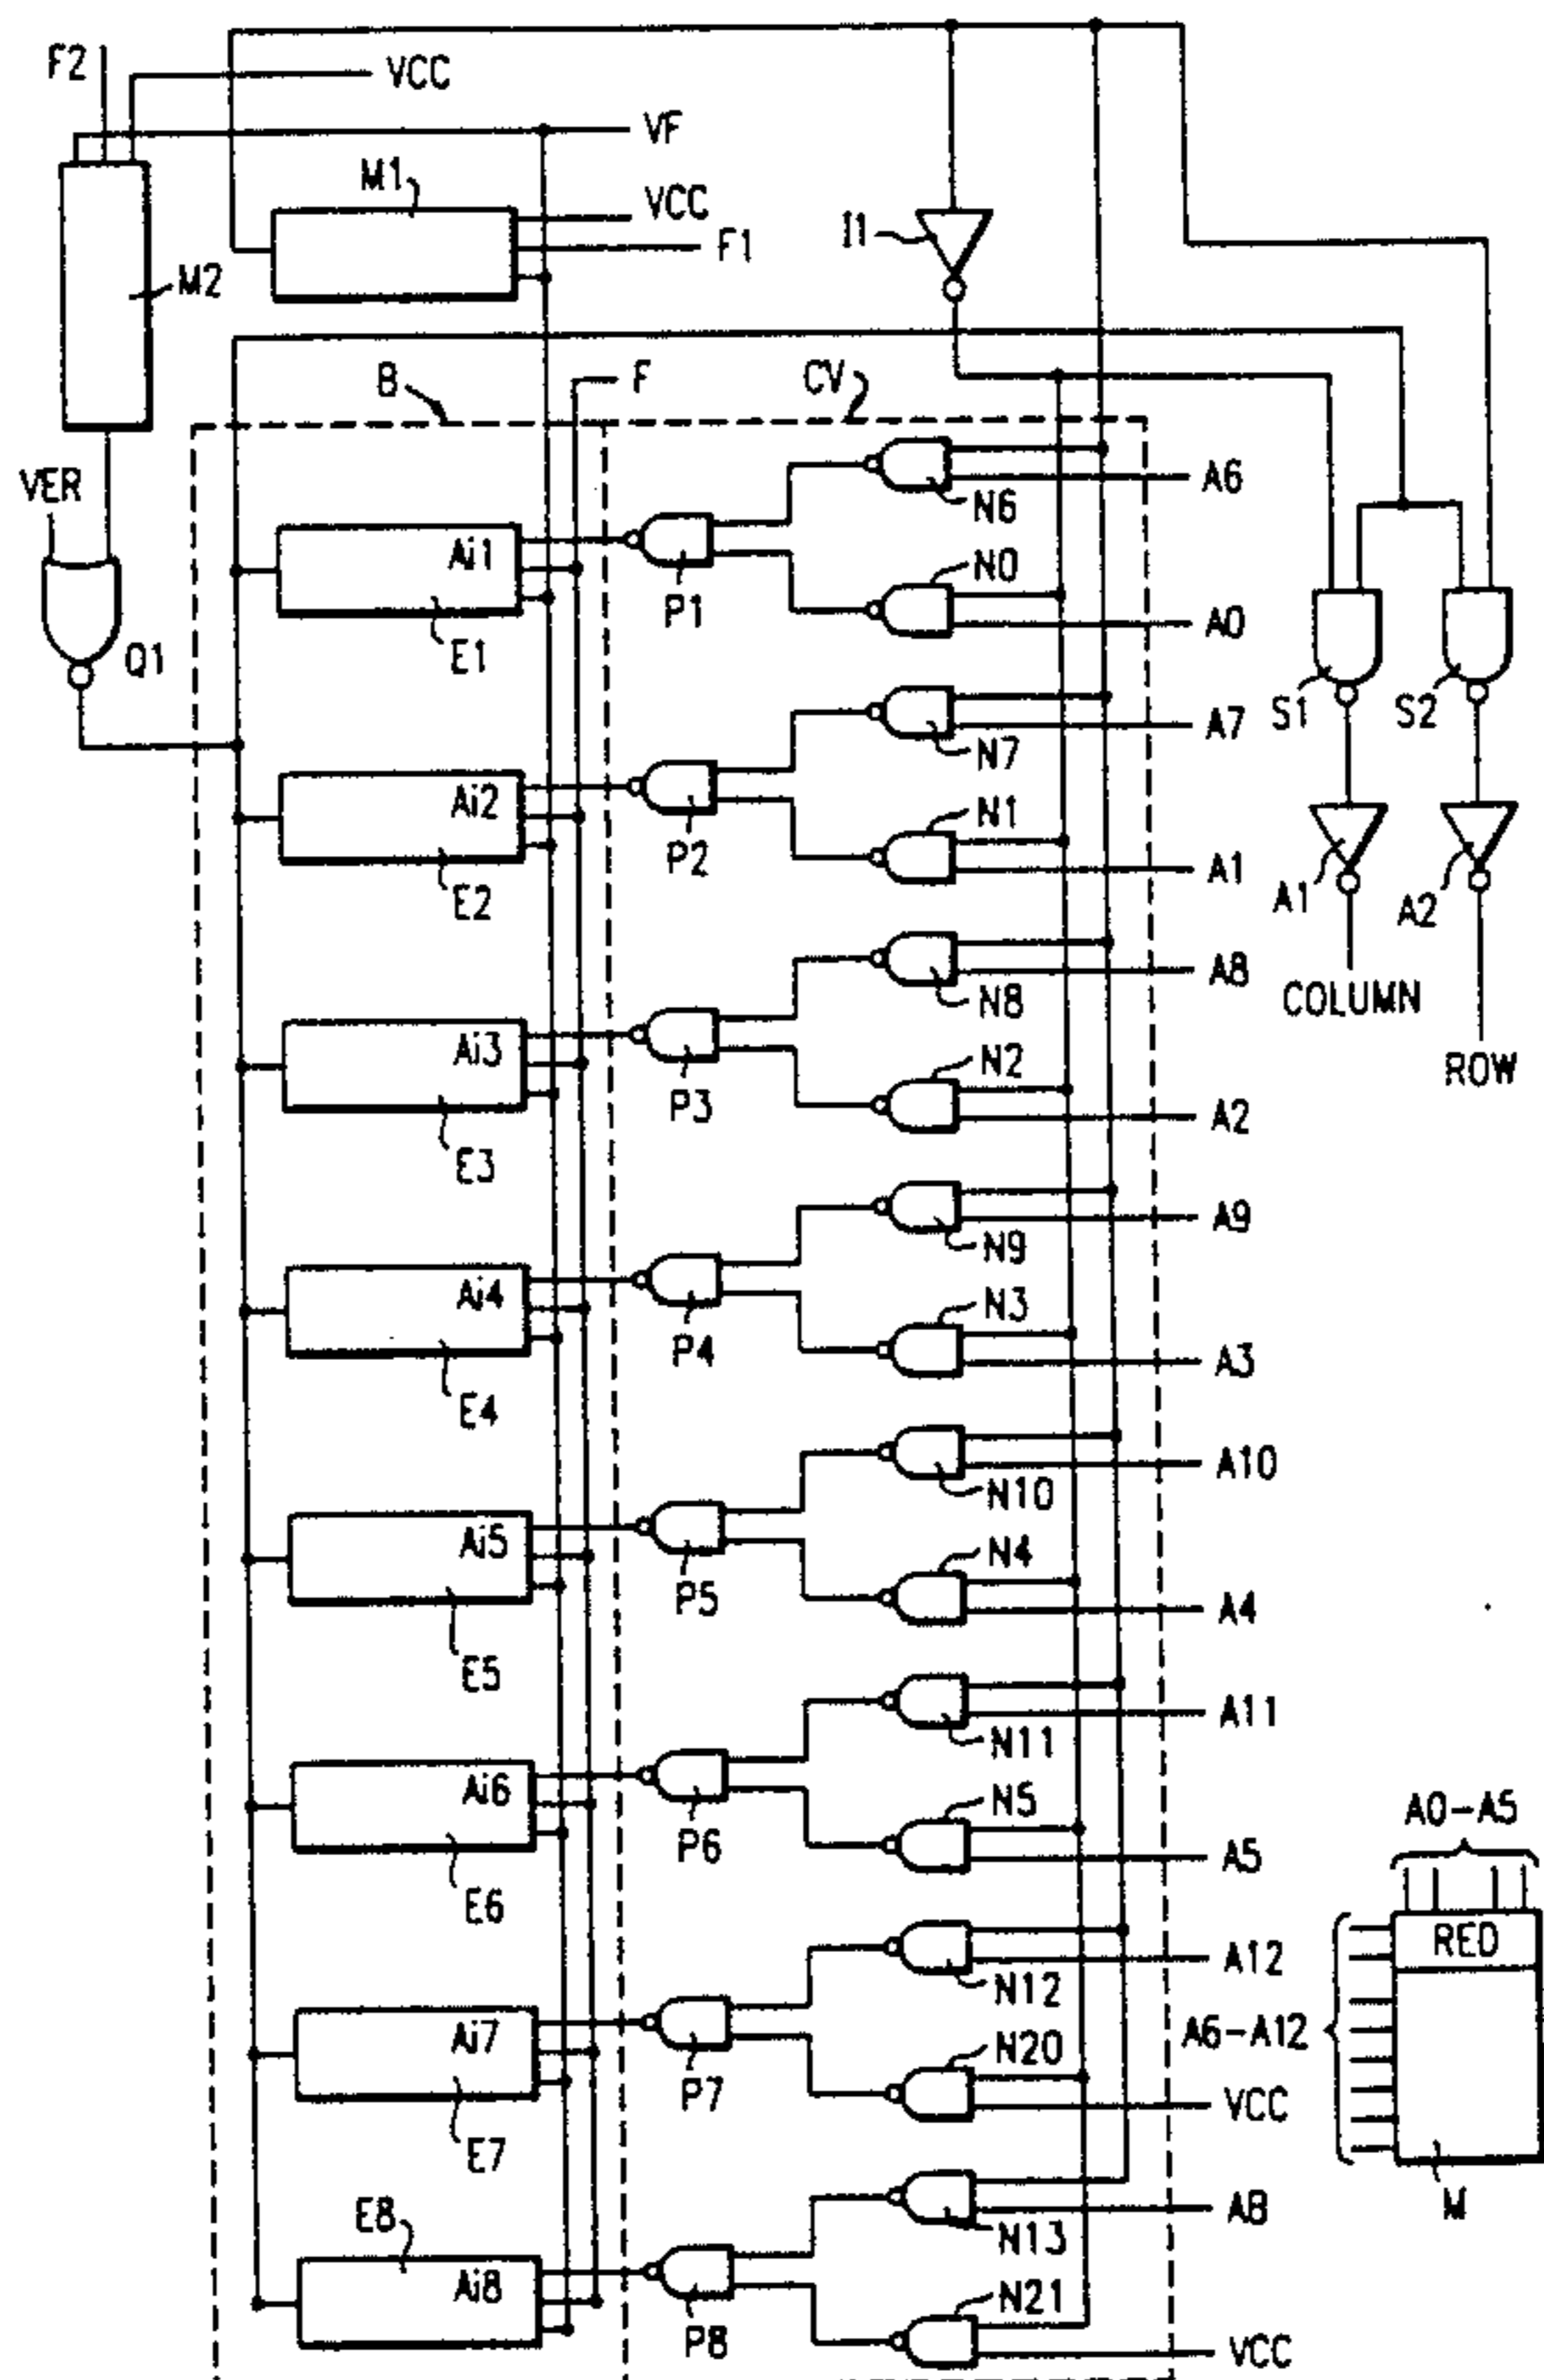 F2
VCC
VF
M1
VCC
I1
F1
M2
B
F
CV
VER
A6
N6
Ai1
N0
P1
A0
E1
Q1
A7
S1
S2
N7
Ai2
N1
P2
A1
E2
A1
A2
A8
N8
COLUMN
Ai3
N2
ROW
P3
A2
E3
A9
N9
Ai4
N3
P4
A3
E4
A10
N10
Ai5
N4
P5
A4
E5
A11
N11
Ai6
N5
A0-A5
P6
A5
E6
RED
A12
N12
Ai7
N20
A6-A12
P7
VCC
E7
A8
M
E8
N13
Ai8
N21
P8
VCC